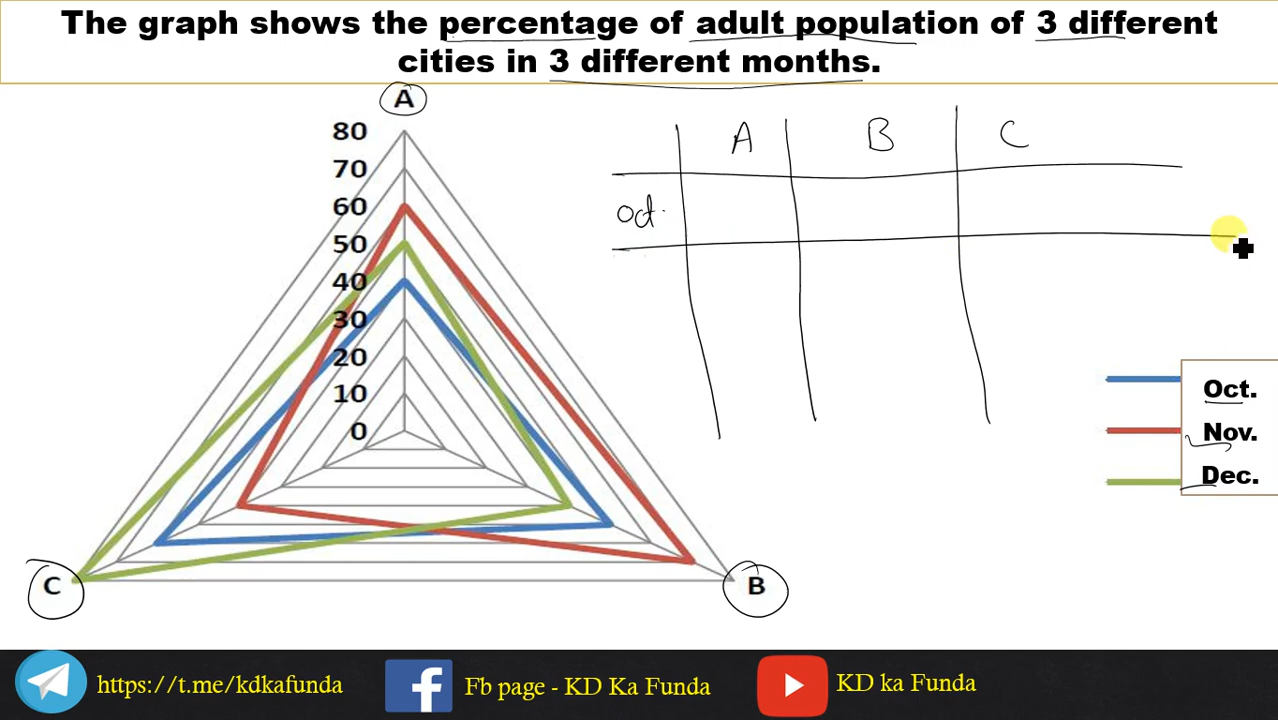 The graph shows the percentage of adult population of 3 different
cities in 3 different months.
A
80
70
60
50
40
30
20
10
0
C
B
A B C
Oct.
Oct.
Nov.
Dec.
https://t.me/kdkafunda
Fb page - KD Ka Funda
KD ka Funda